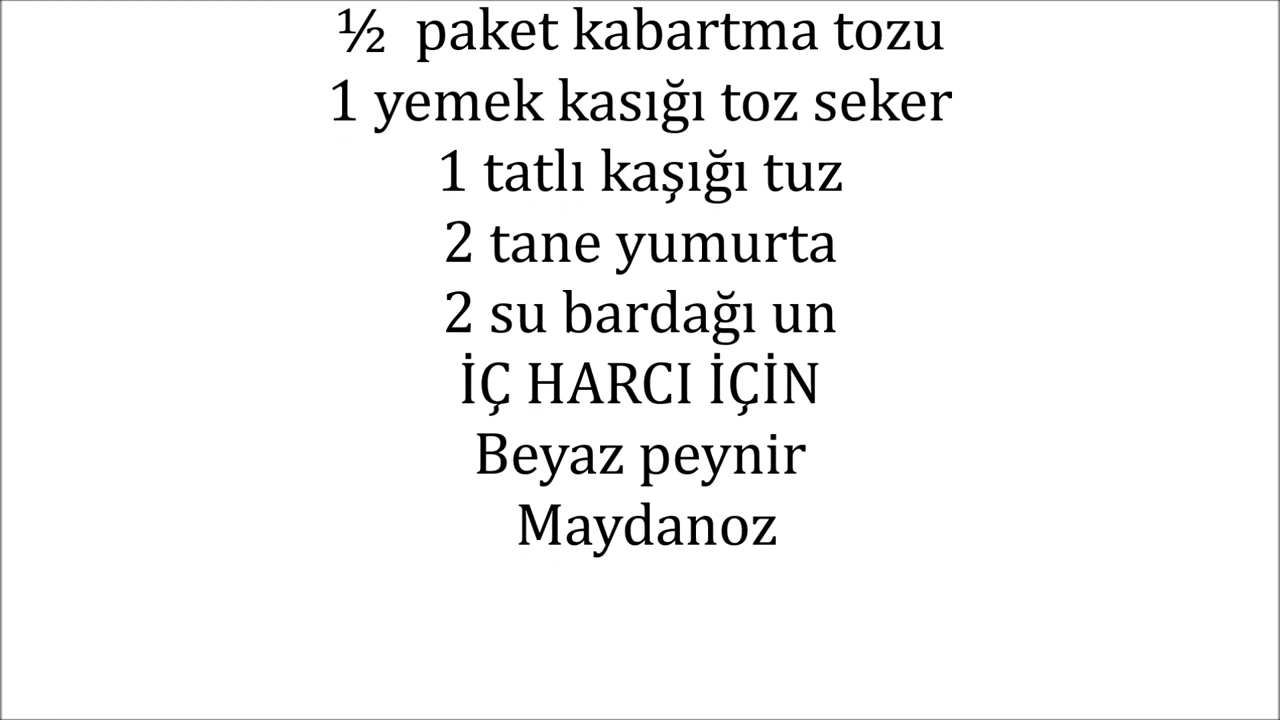 ½ paket kabartma tozu
1 yemek kasığı toz seker
1 tatlı kaşığı tuz
2 tane yumurta
2 su bardağı un
İÇ HARCI İÇİN
Beyaz peynir
Maydanoz